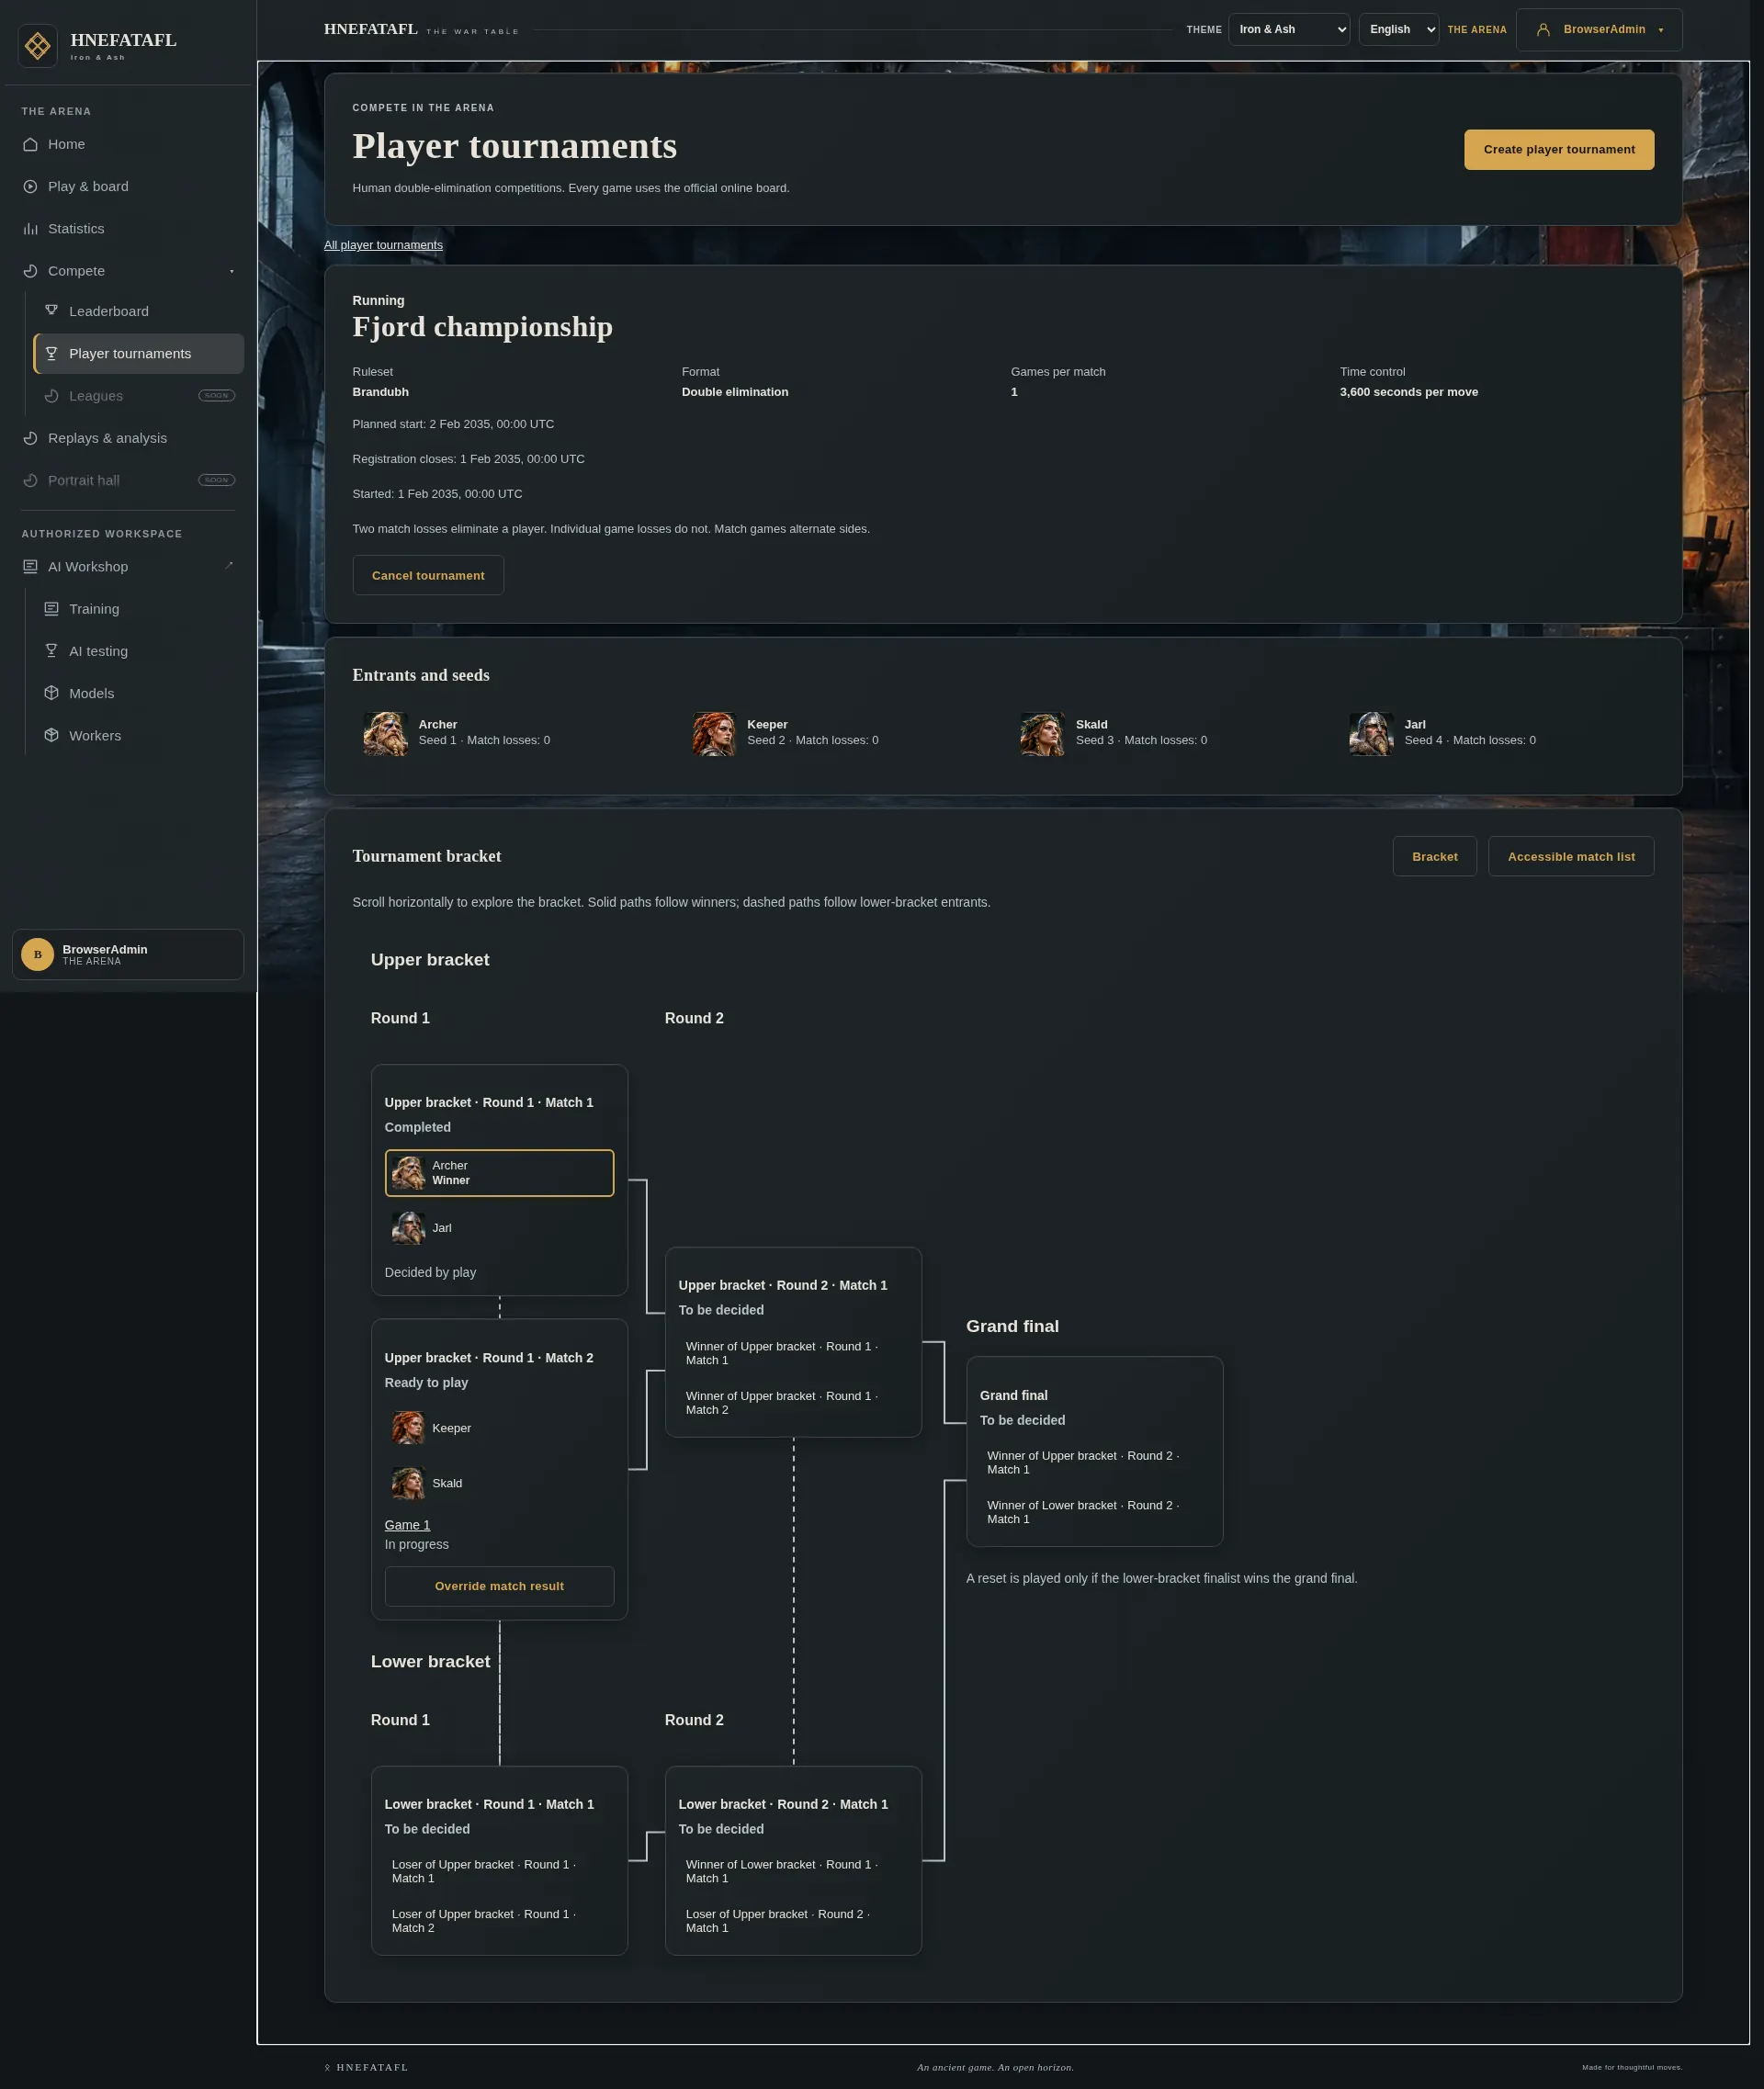 HNEFATAFL
Iron & Ash
THE ARENA
Home
Play & board
Statistics
Compete
Leaderboard
Player tournaments
Leagues
SOON
Replays & analysis
Portrait hall
SOON
AUTHORIZED WORKSPACE
AI Workshop
Training
AI testing
Models
Workers
B
BrowserAdmin
THE ARENA
HNEFATAFL THE WAR TABLE
THEME
Iron & Ash
English
THE ARENA
BrowserAdmin
COMPETE IN THE ARENA
Player tournaments
Human double-elimination competitions. Every game uses the official online board.
Create player tournament
All player tournaments
Running
Fjord championship
Ruleset
Brandubh
Format
Double elimination
Games per match
1
Time control
3,600 seconds per move
Planned start: 2 Feb 2035, 00:00 UTC
Registration closes: 1 Feb 2035, 00:00 UTC
Started: 1 Feb 2035, 00:00 UTC
Two match losses eliminate a player. Individual game losses do not. Match games alternate sides.
Cancel tournament
Entrants and seeds
Archer
Seed 1 · Match losses: 0
Keeper
Seed 2 · Match losses: 0
Skald
Seed 3 · Match losses: 0
Jarl
Seed 4 · Match losses: 0
Tournament bracket
Bracket
Accessible match list
Scroll horizontally to explore the bracket. Solid paths follow winners; dashed paths follow lower-bracket entrants.
Upper bracket
Round 1
Upper bracket · Round 1 · Match 1
Completed
Archer
Winner
Jarl
Decided by play
Upper bracket · Round 1 · Match 2
Ready to play
Keeper
Skald
Game 1
In progress
Override match result
Round 2
Upper bracket · Round 2 · Match 1
To be decided
Winner of Upper bracket · Round 1 ·
Match 1
Winner of Upper bracket · Round 1 ·
Match 2
Grand final
Grand final
To be decided
Winner of Upper bracket · Round 2 ·
Match 1
Winner of Lower bracket · Round 2 ·
Match 1
A reset is played only if the lower-bracket finalist wins the grand final.
Lower bracket
Round 1
Lower bracket · Round 1 · Match 1
To be decided
Loser of Upper bracket · Round 1 ·
Match 1
Loser of Upper bracket · Round 1 ·
Match 2
Round 2
Lower bracket · Round 2 · Match 1
To be decided
Winner of Lower bracket · Round 1 ·
Match 1
Loser of Upper bracket · Round 2 ·
Match 1
HNEFATAFL
An ancient game. An open horizon.
Made for thoughtful moves.